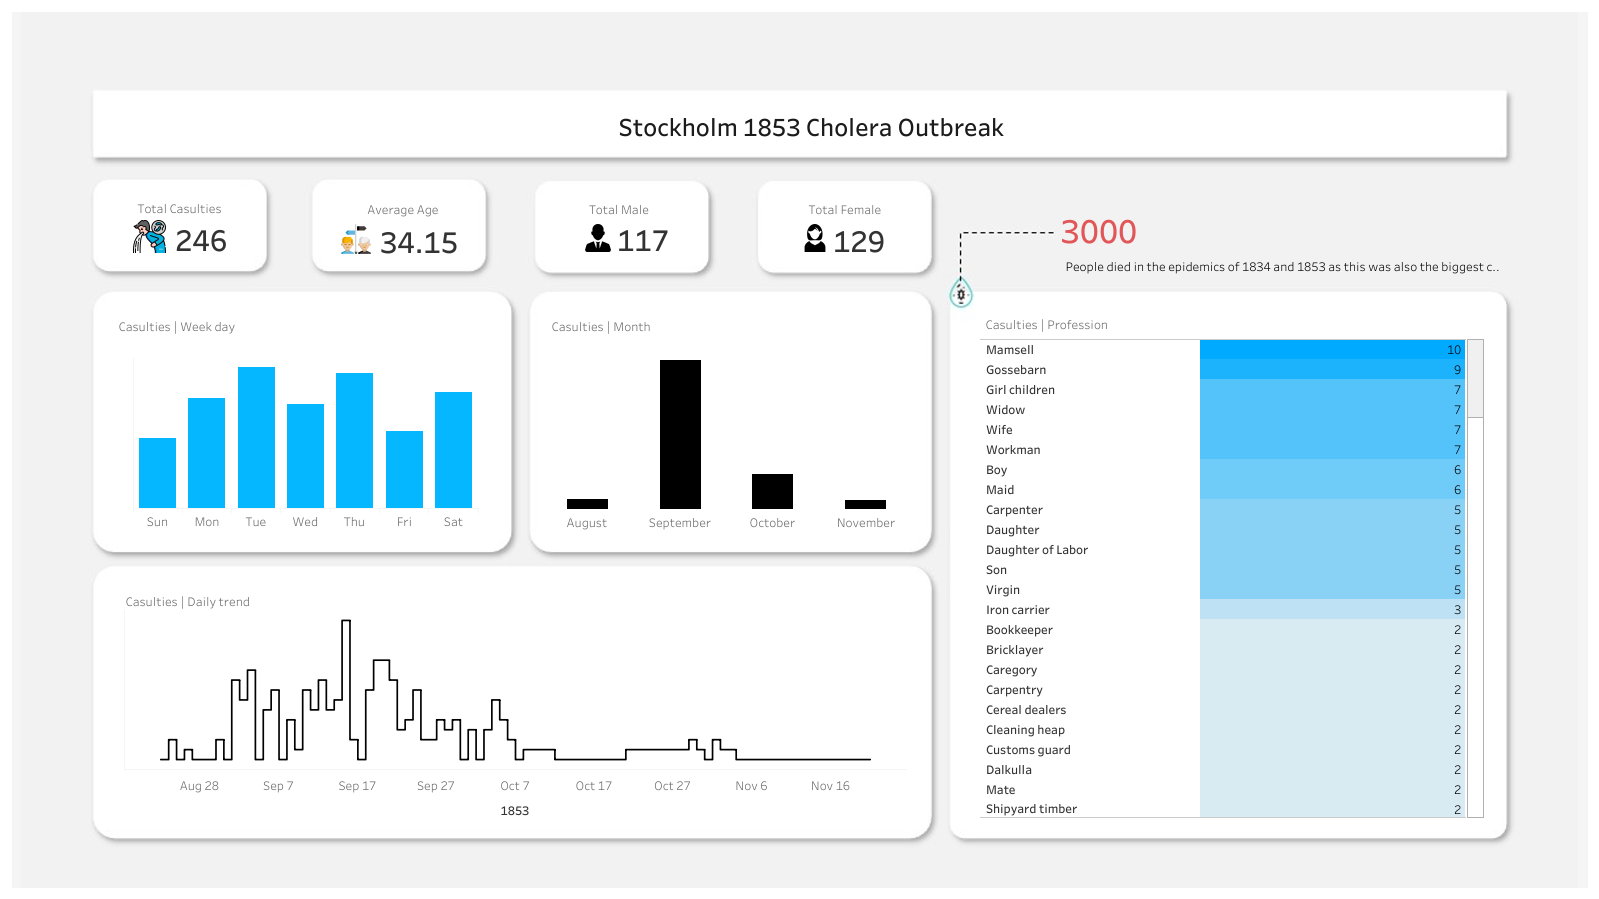 Stockholm 1853 Cholera Outbreak
Total Casulties
246
Average Age
34.15
Total Male
117
Total Female
129
3000
People died in the epidemics of 1834 and 1853 as this was also the biggest c..
Casulties | Week day
Sun Mon Tue Wed Thu Fri Sat
Casulties | Month
August September October November
Casulties | Daily trend
Aug 28 Sep 7 Sep 17 Sep 27 Oct 7 Oct 17 Oct 27 Nov 6 Nov 16
1853
Casulties | Profession
Mamsell 10
Gossebarn 9
Girl children 7
Widow 7
Wife 7
Workman 7
Boy 6
Maid 6
Carpenter 5
Daughter 5
Daughter of Labor 5
Son 5
Virgin 5
Iron carrier 3
Bookkeeper 2
Bricklayer 2
Caregory 2
Carpentry 2
Cereal dealers 2
Cleaning heap 2
Customs guard 2
Dalkulla 2
Mate 2
Shipyard timber 2